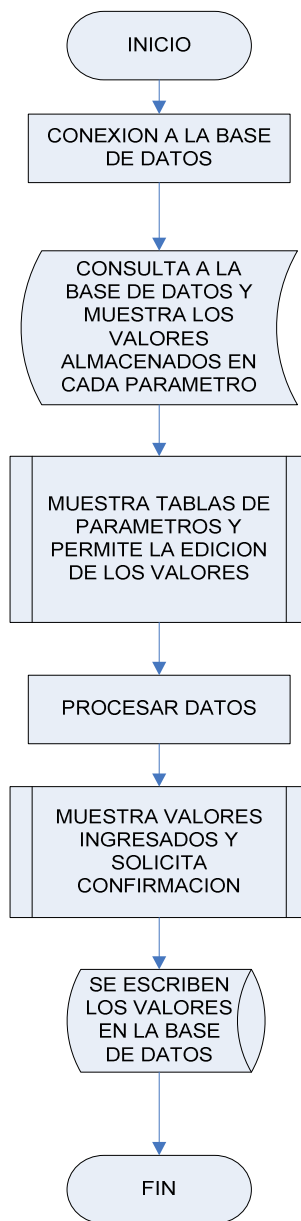 INICIO
CONEXION A LA BASE
DE DATOS
CONSULTA A LA
BASE DE DATOS Y
MUESTRA LOS
VALORES
ALMACENADOS EN
CADA PARAMETRO
MUESTRA TABLAS DE
PARAMETROS Y
PERMITE LA EDICION
DE LOS VALORES
PROCESAR DATOS
MUESTRA VALORES
INGRESADOS Y
SOLICITA
CONFIRMACION
SE ESCRIBEN
LOS VALORES
EN LA BASE
DE DATOS
FIN